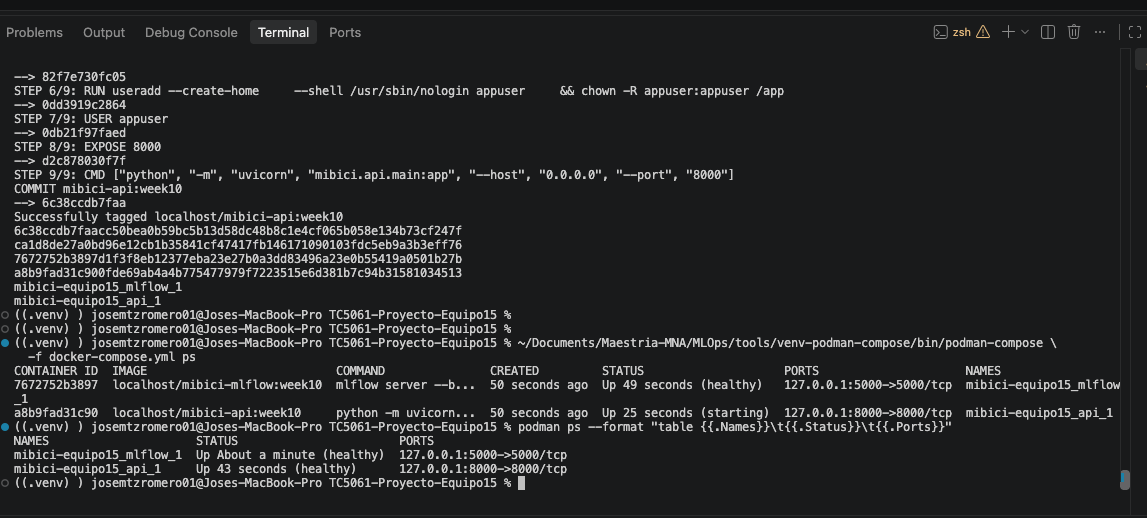 Problems Output Debug Console Terminal Ports zsh
--> 82f7e730fc05
STEP 6/9: RUN useradd --create-home --shell /usr/sbin/nologin appuser && chown -R appuser:appuser /app
--> 0dd3919c2864
STEP 7/9: USER appuser
--> 0db21f97faed
STEP 8/9: EXPOSE 8000
--> d2c878030f7f
STEP 9/9: CMD ["python", "-m", "uvicorn", "mibici.api.main:app", "--host", "0.0.0.0", "--port", "8000"]
COMMIT mibici-api:week10
--> 6c38ccdb7faa
Successfully tagged localhost/mibici-api:week10
6c38ccdb7faacc50bea0b59bc5b13d58dc48b8c1e4cf065b058e134b73cf247f
ca1d8de27a0bd96e12cb1b35841cf47417fb146171090103fdc5eb9a3b3eff76
7672752b3897d1f3f8eb12377eba23e27b0a3dd83496a23e0b55419a0501b27b
a8b9fad31c900fde69ab4a4b775477979f7223515e6d381b7c94b31581034513
mibici-equipo15_mlflow_1
mibici-equipo15_api_1
((.venv) ) josemtzromero01@Joses-MacBook-Pro TC5061-Proyecto-Equipo15 %
((.venv) ) josemtzromero01@Joses-MacBook-Pro TC5061-Proyecto-Equipo15 %
((.venv) ) josemtzromero01@Joses-MacBook-Pro TC5061-Proyecto-Equipo15 % ~/Documents/Maestria-MNA/MLOps/tools/venv-podman-compose/bin/podman-compose \
-f docker-compose.yml ps
CONTAINER ID IMAGE COMMAND CREATED STATUS PORTS NAMES
7672752b3897 localhost/mibici-mlflow:week10 mlflow server --b... 50 seconds ago Up 49 seconds (healthy) 127.0.0.1:5000->5000/tcp mibici-equipo15_mlflow
_1
a8b9fad31c90 localhost/mibici-api:week10 python -m uvicorn... 50 seconds ago Up 25 seconds (starting) 127.0.0.1:8000->8000/tcp mibici-equipo15_api_1
((.venv) ) josemtzromero01@Joses-MacBook-Pro TC5061-Proyecto-Equipo15 % podman ps --format "table {{.Names}}\t{{.Status}}\t{{.Ports}}"
NAMES STATUS PORTS
mibici-equipo15_mlflow_1 Up About a minute (healthy) 127.0.0.1:5000->5000/tcp
mibici-equipo15_api_1 Up 43 seconds (healthy) 127.0.0.1:8000->8000/tcp
((.venv) ) josemtzromero01@Joses-MacBook-Pro TC5061-Proyecto-Equipo15 %